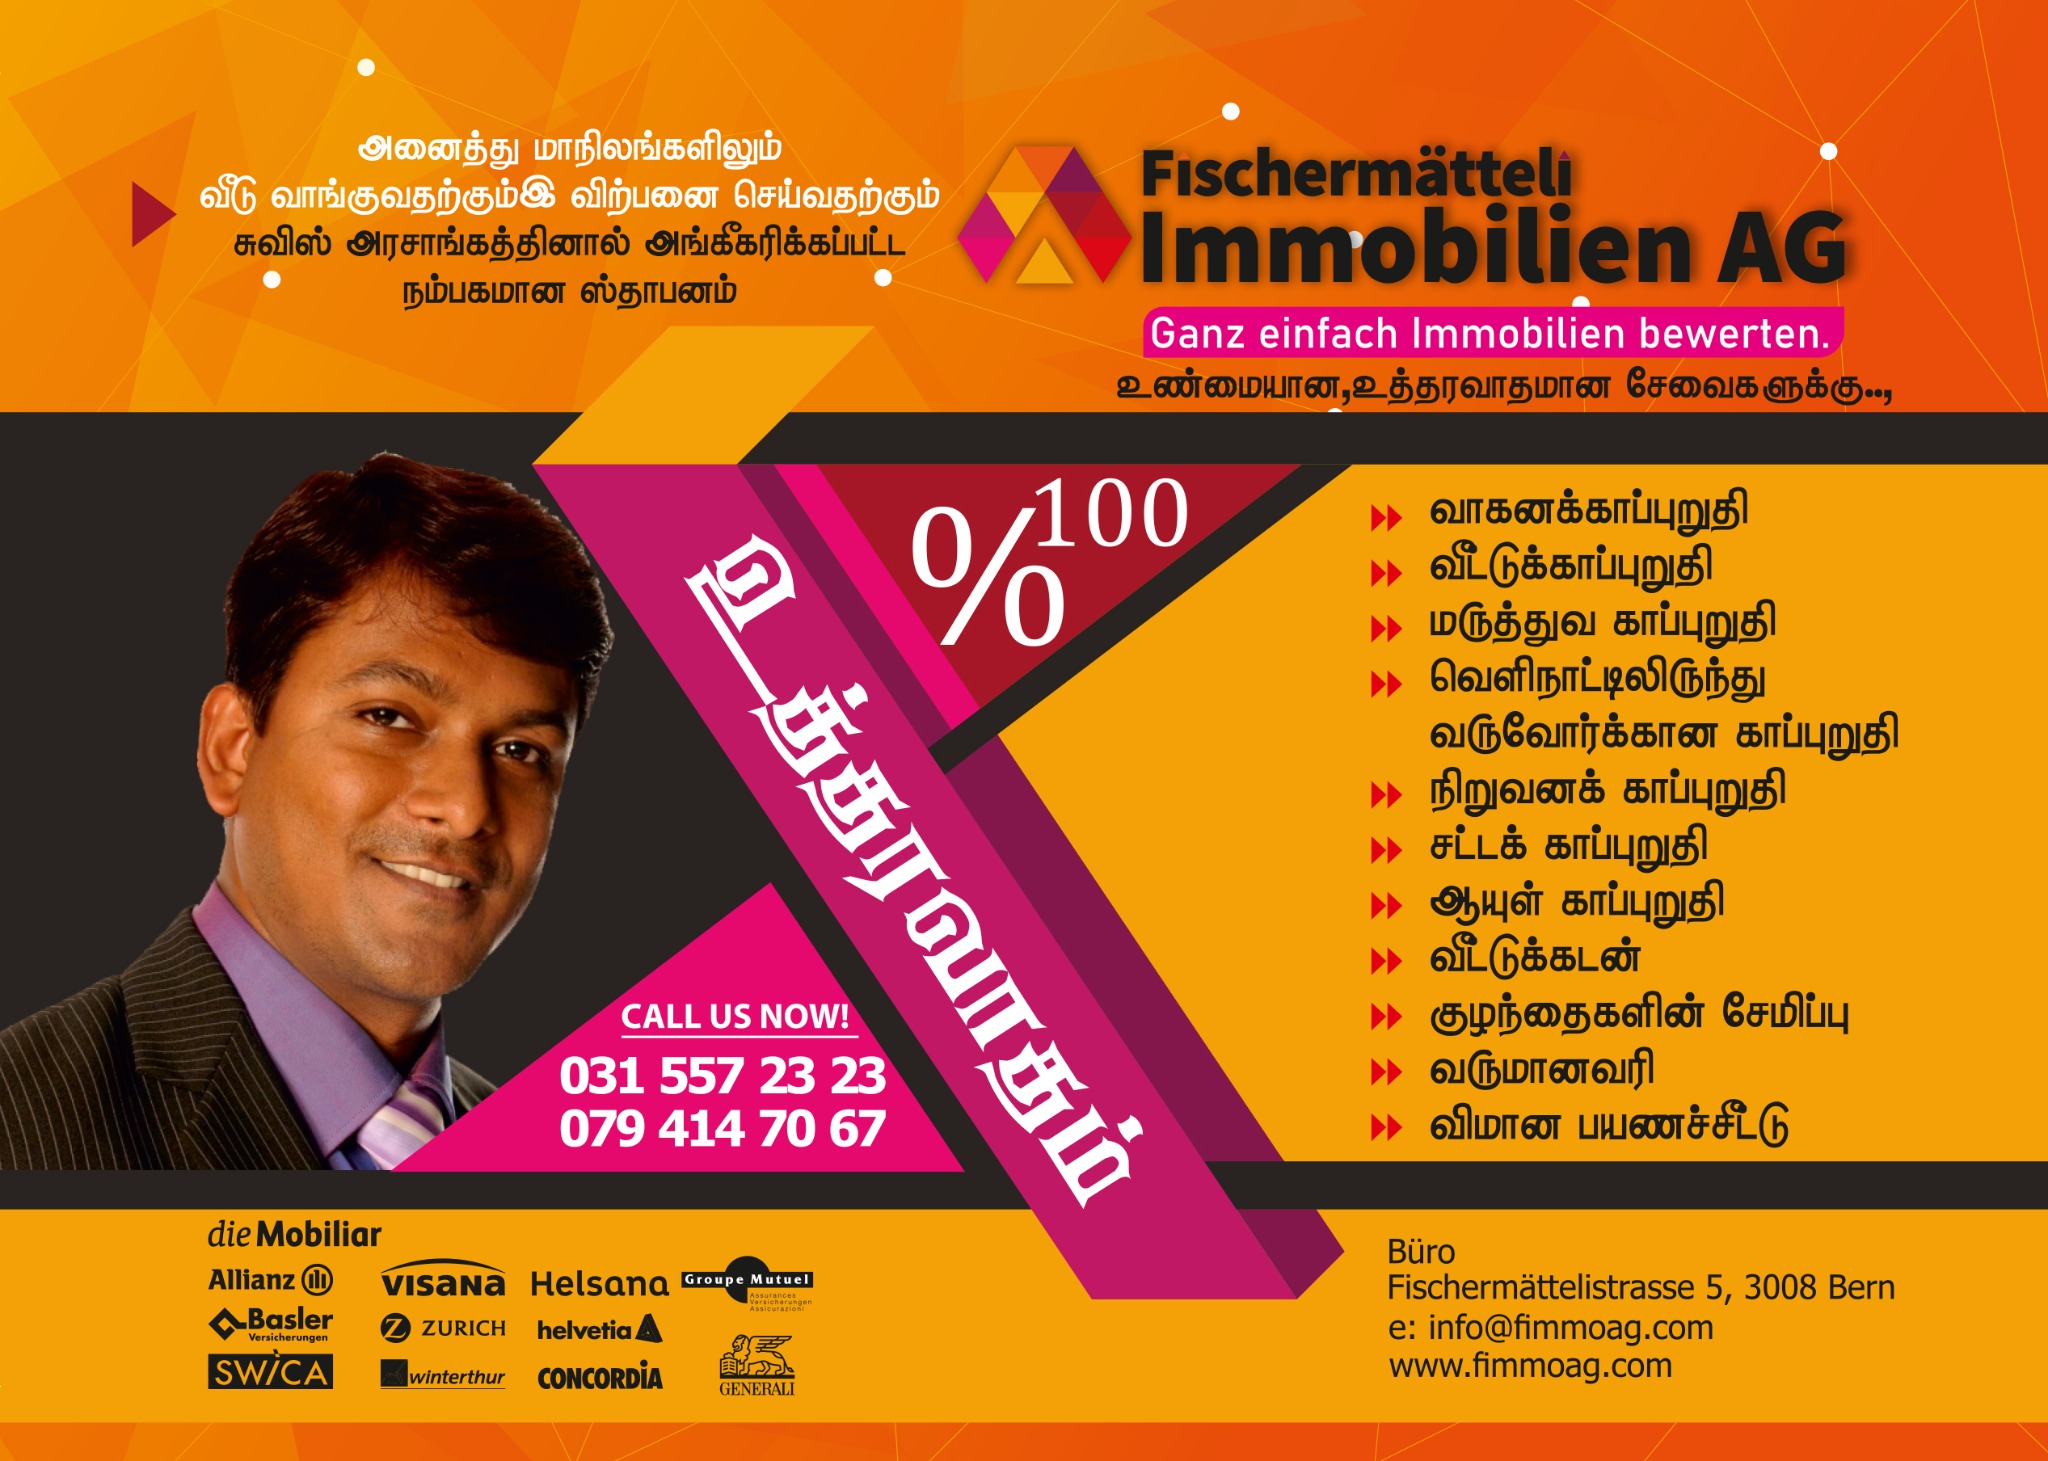 அனைத்து மாநிலங்களிலும்
வீடு வாங்குவதற்கும்இ விற்பனை செய்வதற்கும்
சுவிஸ் அரசாங்கத்தினால் அங்கீகரிக்கப்பட்ட
நம்பகமான ஸ்தாபனம்
Fischermätteli
Immobilien AG
Ganz einfach Immobilien bewerten.
உண்மையான,உத்தரவாதமான சேவைகளுக்கு..,
%100
உத்தரவாதம்
வாகனக்காப்புறுதி
வீட்டுக்காப்புறுதி
மருத்துவ காப்புறுதி
வெளிநாட்டிலிருந்து
வருவோர்க்கான காப்புறுதி
நிறுவனக் காப்புறுதி
சட்டக் காப்புறுதி
ஆயுள் காப்புறுதி
வீட்டுக்கடன்
குழந்தைகளின் சேமிப்பு
வருமானவரி
விமான பயணச்சீட்டு
CALL US NOW!
031 557 23 23
079 414 70 67
die Mobiliar
Allianz
VISANA
Helsana
Groupe Mutuel
Assurances
Versicherungen
Assicurazioni
Basler
Versicherungen
ZURICH
helvetia
SWICA
winterthur
CONCORDIA
GENERALI
Büro
Fischermättelistrasse 5, 3008 Bern
e: info@fimmoag.com
www.fimmoag.com